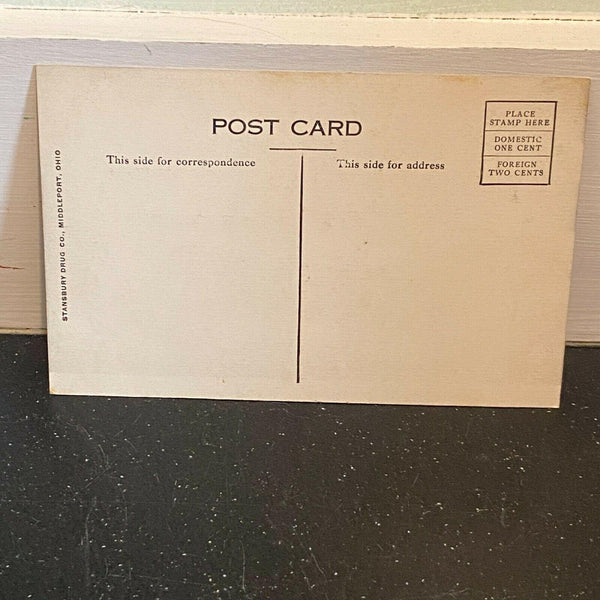 POST CARD
This side for correspondence
This side for address
PLACE
STAMP HERE
DOMESTIC
ONE CENT
FOREIGN
TWO CENTS
STANSBURY DRUG CO., MIDDLEPORT, OHIO